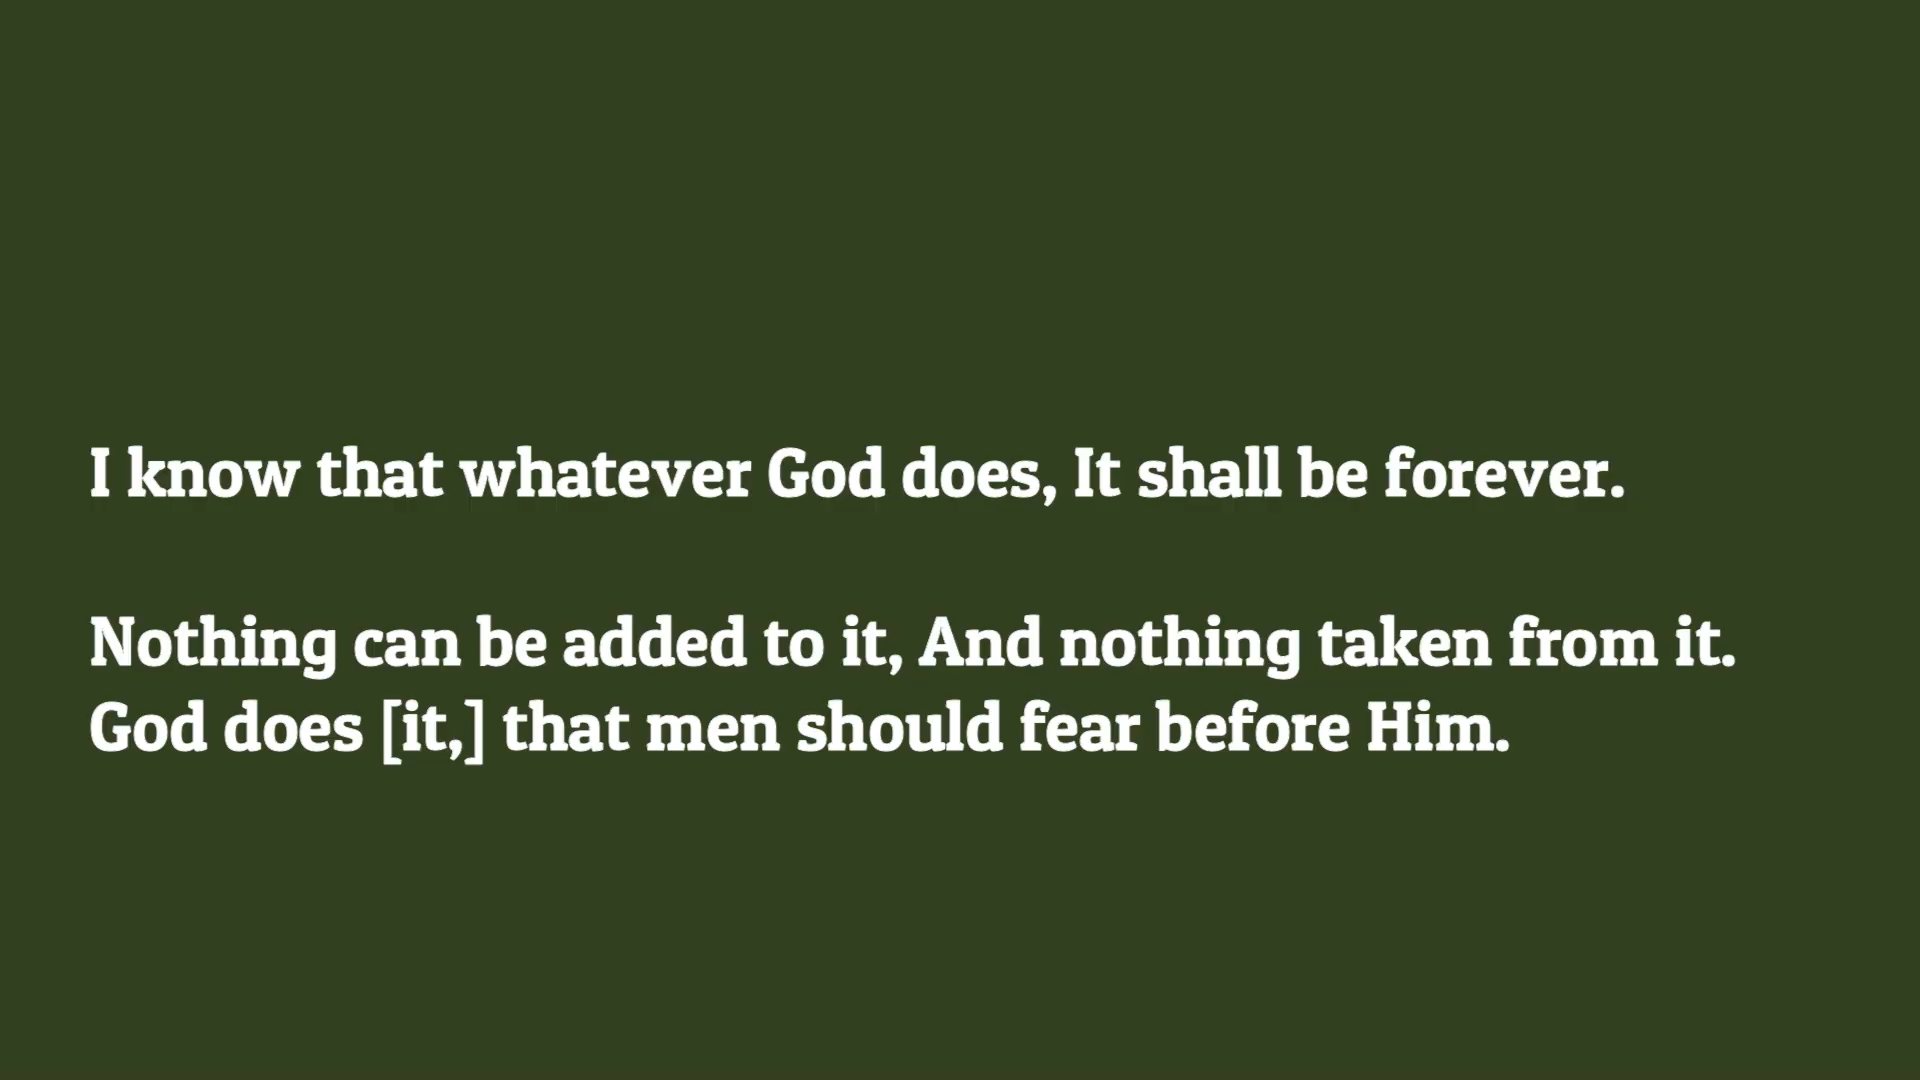 I know that whatever God does, It shall be forever.
Nothing can be added to it, And nothing taken from it.
God does [it,] that men should fear before Him.